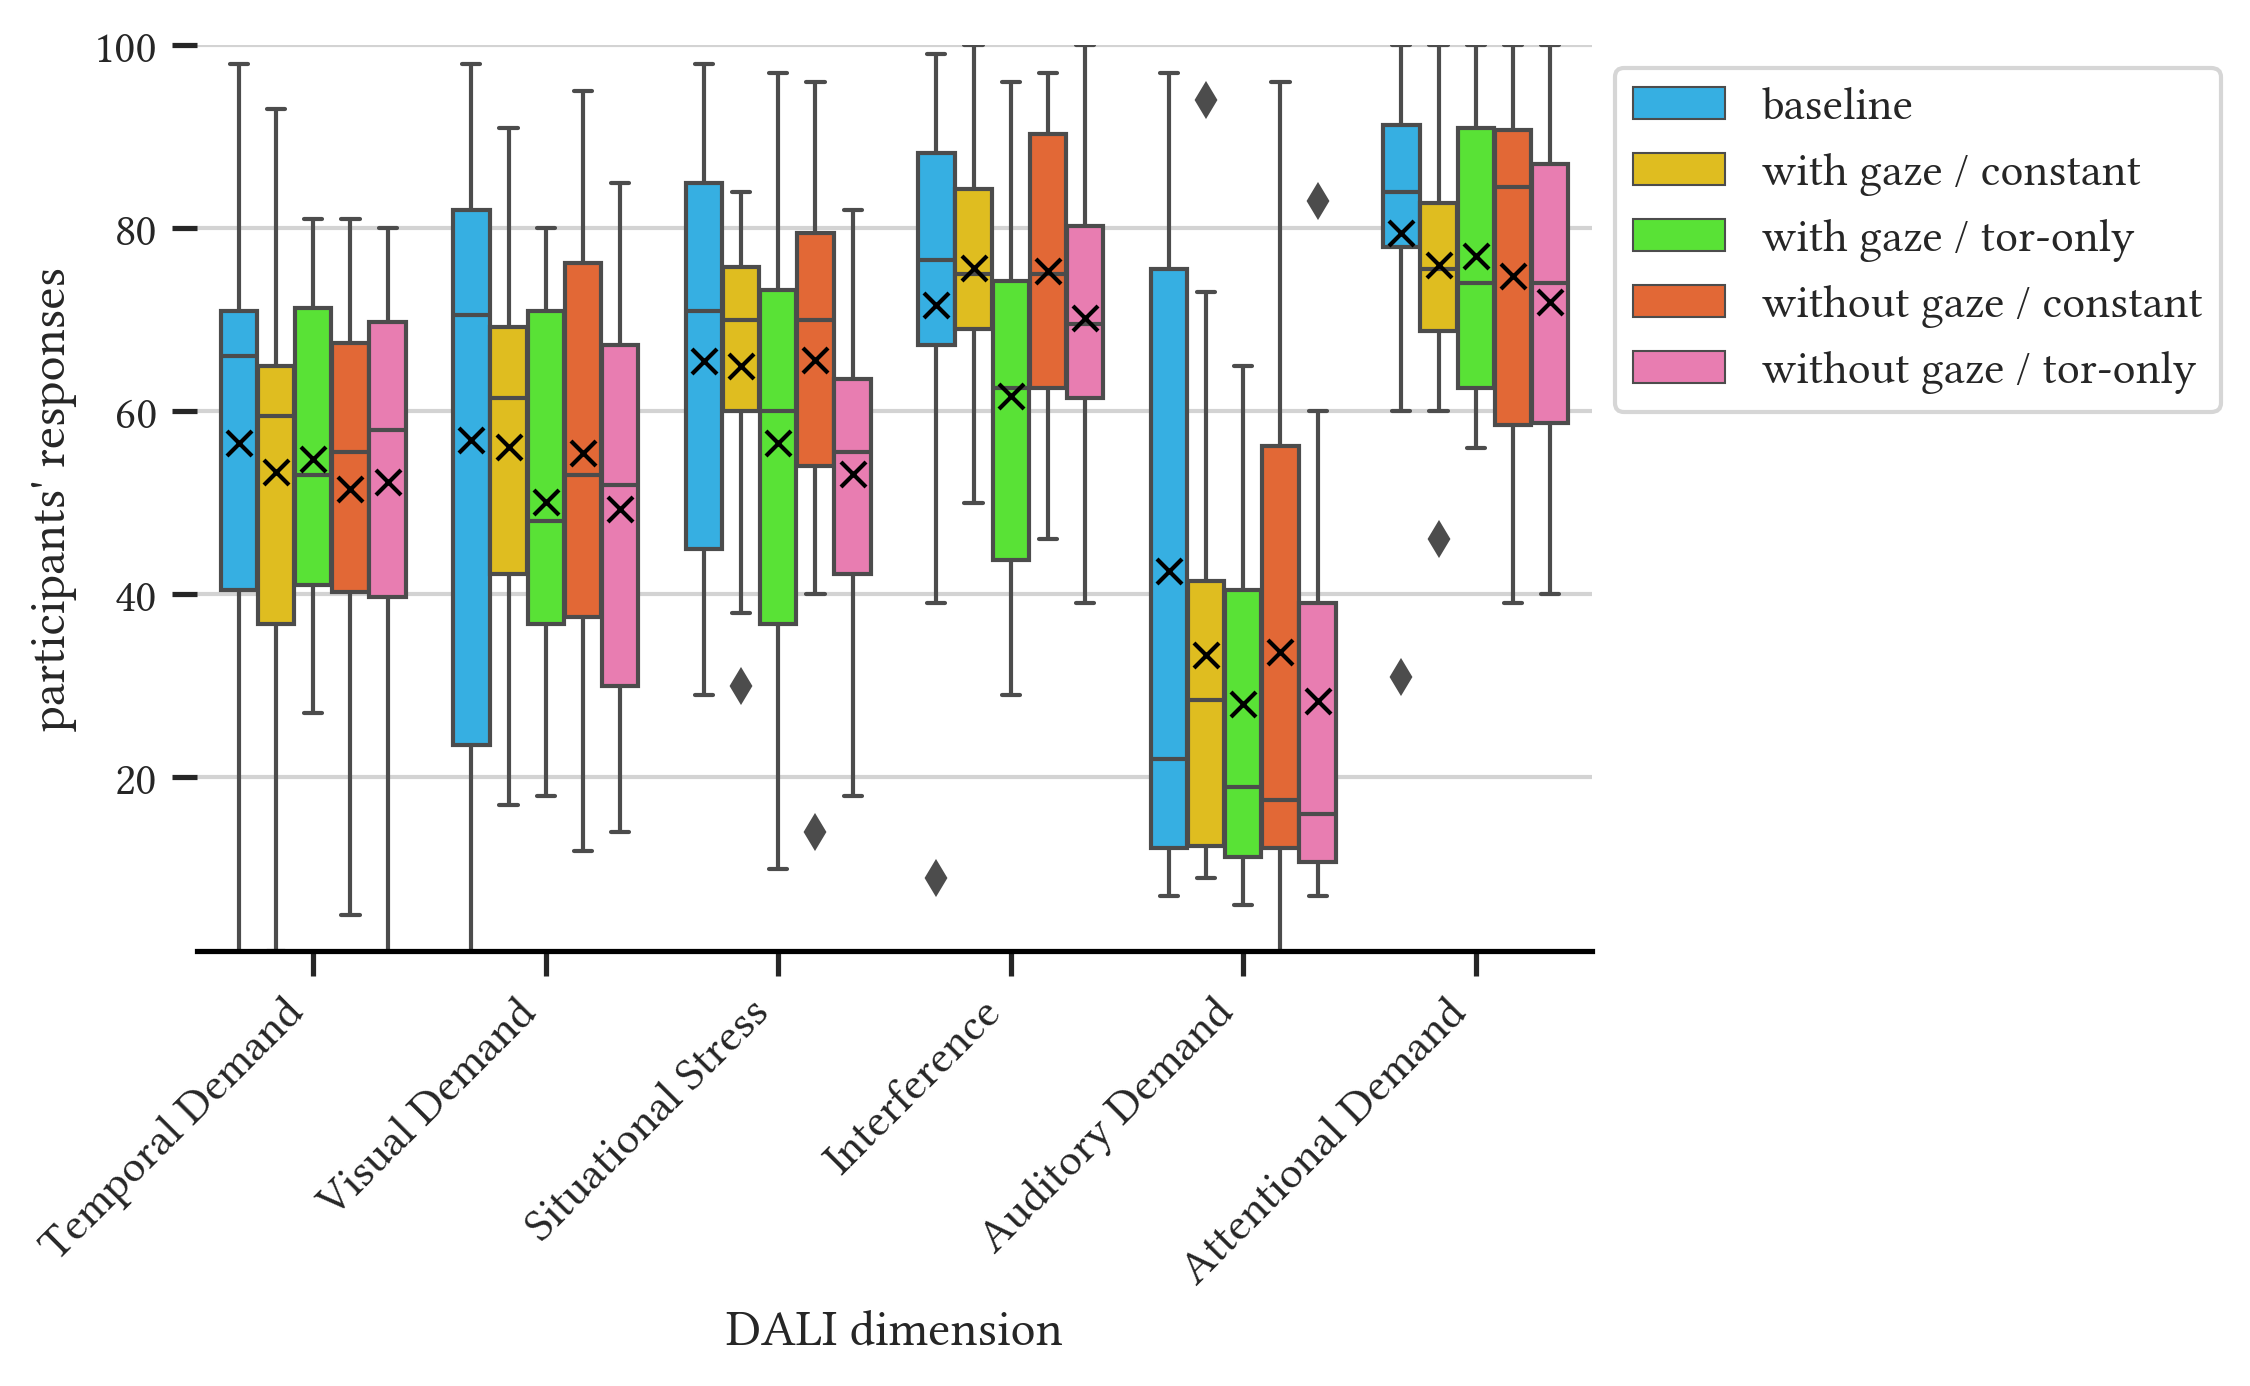 100
80
60
40
20
participants' responses
baseline
with gaze / constant
with gaze / tor-only
without gaze / constant
without gaze / tor-only
Temporal Demand
Visual Demand
Situational Stress
Interference
Auditory Demand
Attentional Demand
DALI dimension